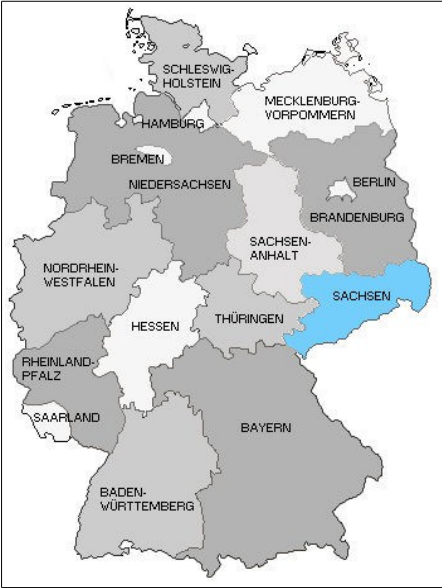 SCHLESWIG-
HOLSTEIN
MECKLENBURG-
VORPOMMERN
HAMBURG
BREMEN
NIEDERSACHSEN
BERLIN
BRANDENBURG
SACHSEN-
ANHALT
NORDRHEIN-
WESTFALEN
SACHSEN
HESSEN
THÜRINGEN
RHEINLAND-
PFALZ
SAARLAND
BAYERN
BADEN-
WÜRTTEMBERG